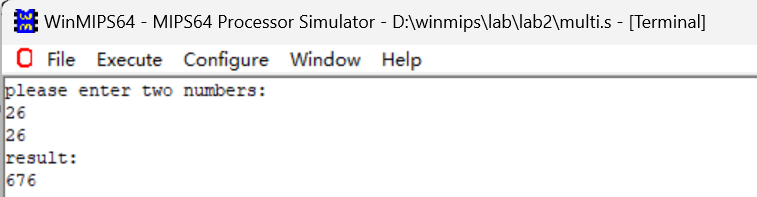 WinMIPS64 - MIPS64 Processor Simulator - D:\winmips\lab\lab2\multi.s - [Terminal]
File Execute Configure Window Help
please enter two numbers:
26
26
result:
676